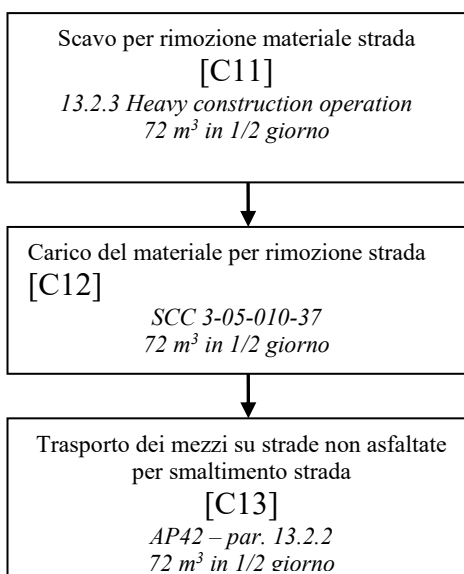 Scavo per rimozione materiale strada
[C11]
13.2.3 Heavy construction operation
72 m³ in 1/2 giorno
Carico del materiale per rimozione strada
[C12]
SCC 3-05-010-37
72 m³ in 1/2 giorno
Trasporto dei mezzi su strade non asfaltate
per smaltimento strada
[C13]
AP42 – par. 13.2.2
72 m³ in 1/2 giorno